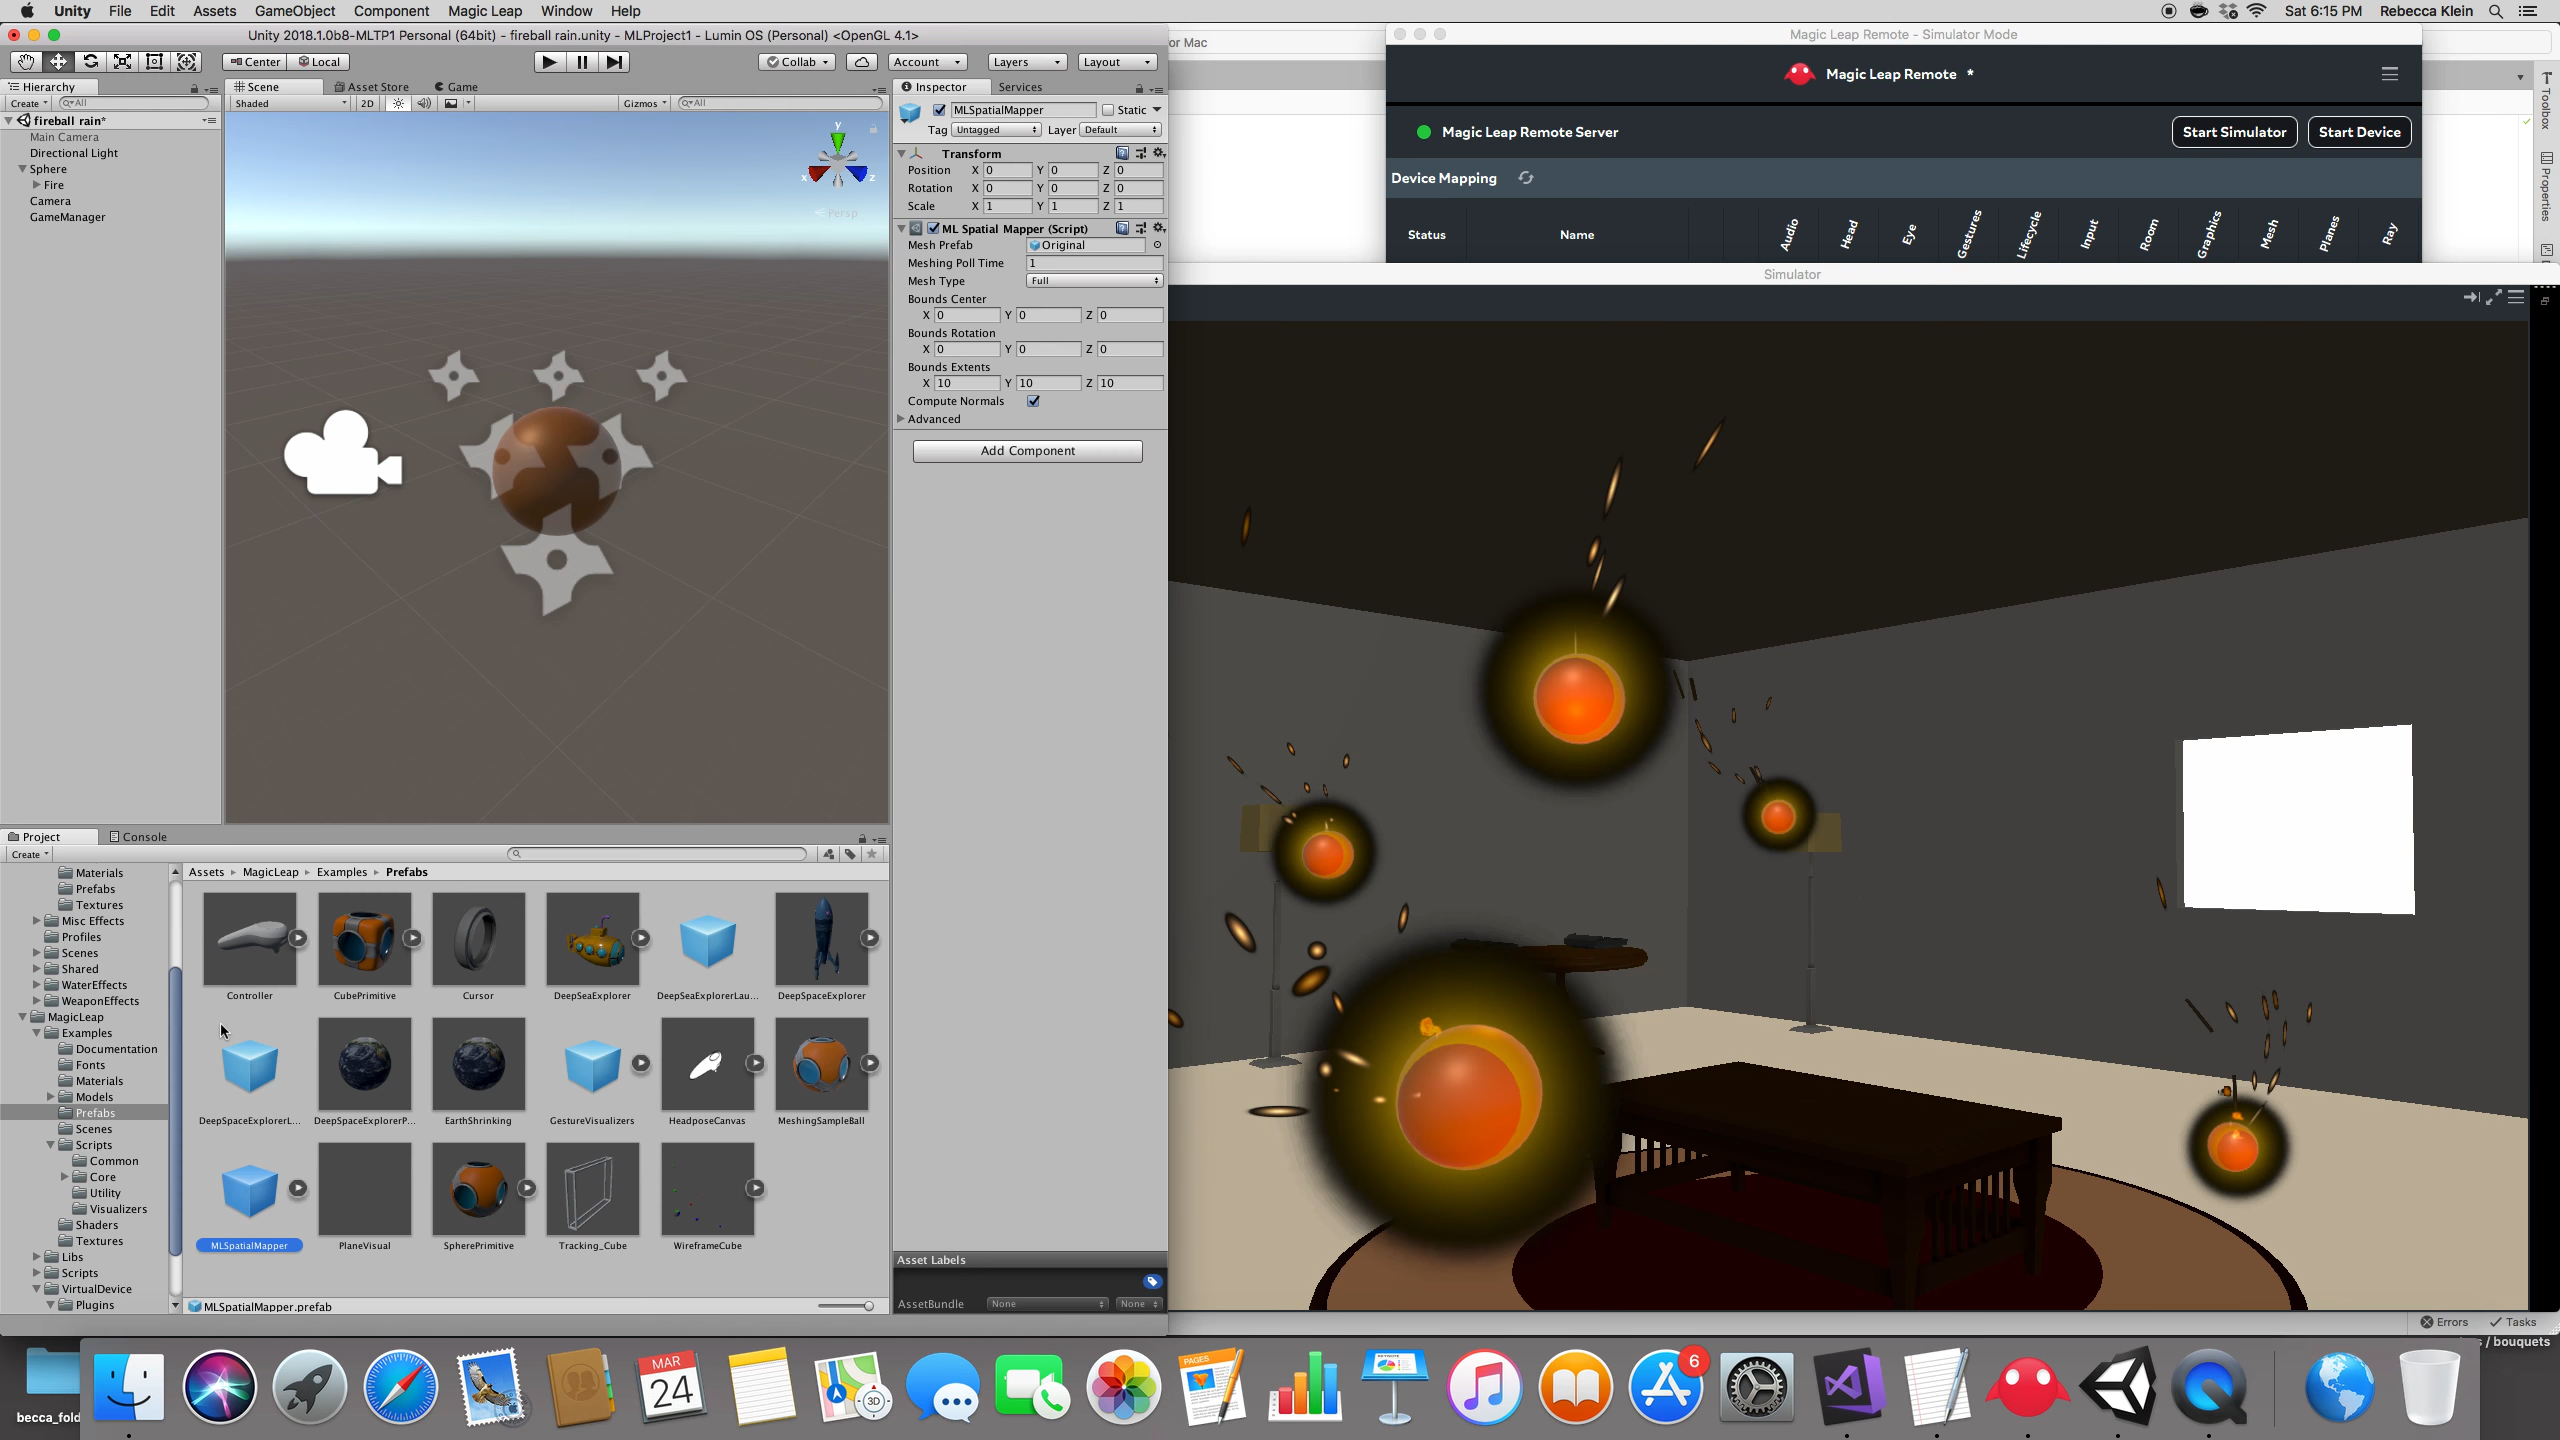 Unity File Edit Assets GameObject Component Magic Leap Window Help
Sat 6:15 PM Rebecca Klein
Unity 2018.1.0b8-MLTP1 Personal (64bit) - fireball rain.unity - MLProject1 - Lumin OS (Personal) <OpenGL 4.1>
Center Local
Collab Account Layers Layout
Hierarchy
Create All
fireball rain*
Main Camera
Directional Light
Sphere
Fire
Camera
GameManager
Scene Asset Store Game
Shaded 2D Gizmos All
y
x z
Persp
Inspector Services
MLSpatialMapper Static
Tag Untagged Layer Default
Transform
Position X 0 Y 0 Z 0
Rotation X 0 Y 0 Z 0
Scale X 1 Y 1 Z 1
ML Spatial Mapper (Script)
Mesh Prefab Original
Meshing Poll Time 1
Mesh Type Full
Bounds Center
X 0 Y 0 Z 0
Bounds Rotation
X 0 Y 0 Z 0
Bounds Extents
X 10 Y 10 Z 10
Compute Normals
Advanced
Add Component
Asset Labels
AssetBundle None None
or Mac
Magic Leap Remote - Simulator Mode
Magic Leap Remote *
Magic Leap Remote Server Start Simulator Start Device
Device Mapping
Status Name Audio Head Eye Gestures Lifecycle Input Room Graphics Mesh Planes Ray
Toolbox
Properties
Simulator
Project Console
Create
Materials
Prefabs
Textures
Misc Effects
Profiles
Scenes
Shared
WaterEffects
WeaponEffects
MagicLeap
Examples
Documentation
Fonts
Materials
Models
Prefabs
Scenes
Scripts
Common
Core
Utility
Visualizers
Shaders
Textures
Libs
Scripts
VirtualDevice
Plugins
Assets MagicLeap Examples Prefabs
Controller CubePrimitive Cursor DeepSeaExplorer DeepSeaExplorerLau... DeepSpaceExplorer
DeepSpaceExplorerL... DeepSpaceExplorerP... EarthShrinking GestureVisualizers HeadposeCanvas MeshingSampleBall
MLSpatialMapper PlaneVisual SpherePrimitive Tracking_Cube WireframeCube
MLSpatialMapper.prefab
Errors Tasks
/ bouquets
becca_fold
MAR
24
3D
PAGES
KEYNOTE
6